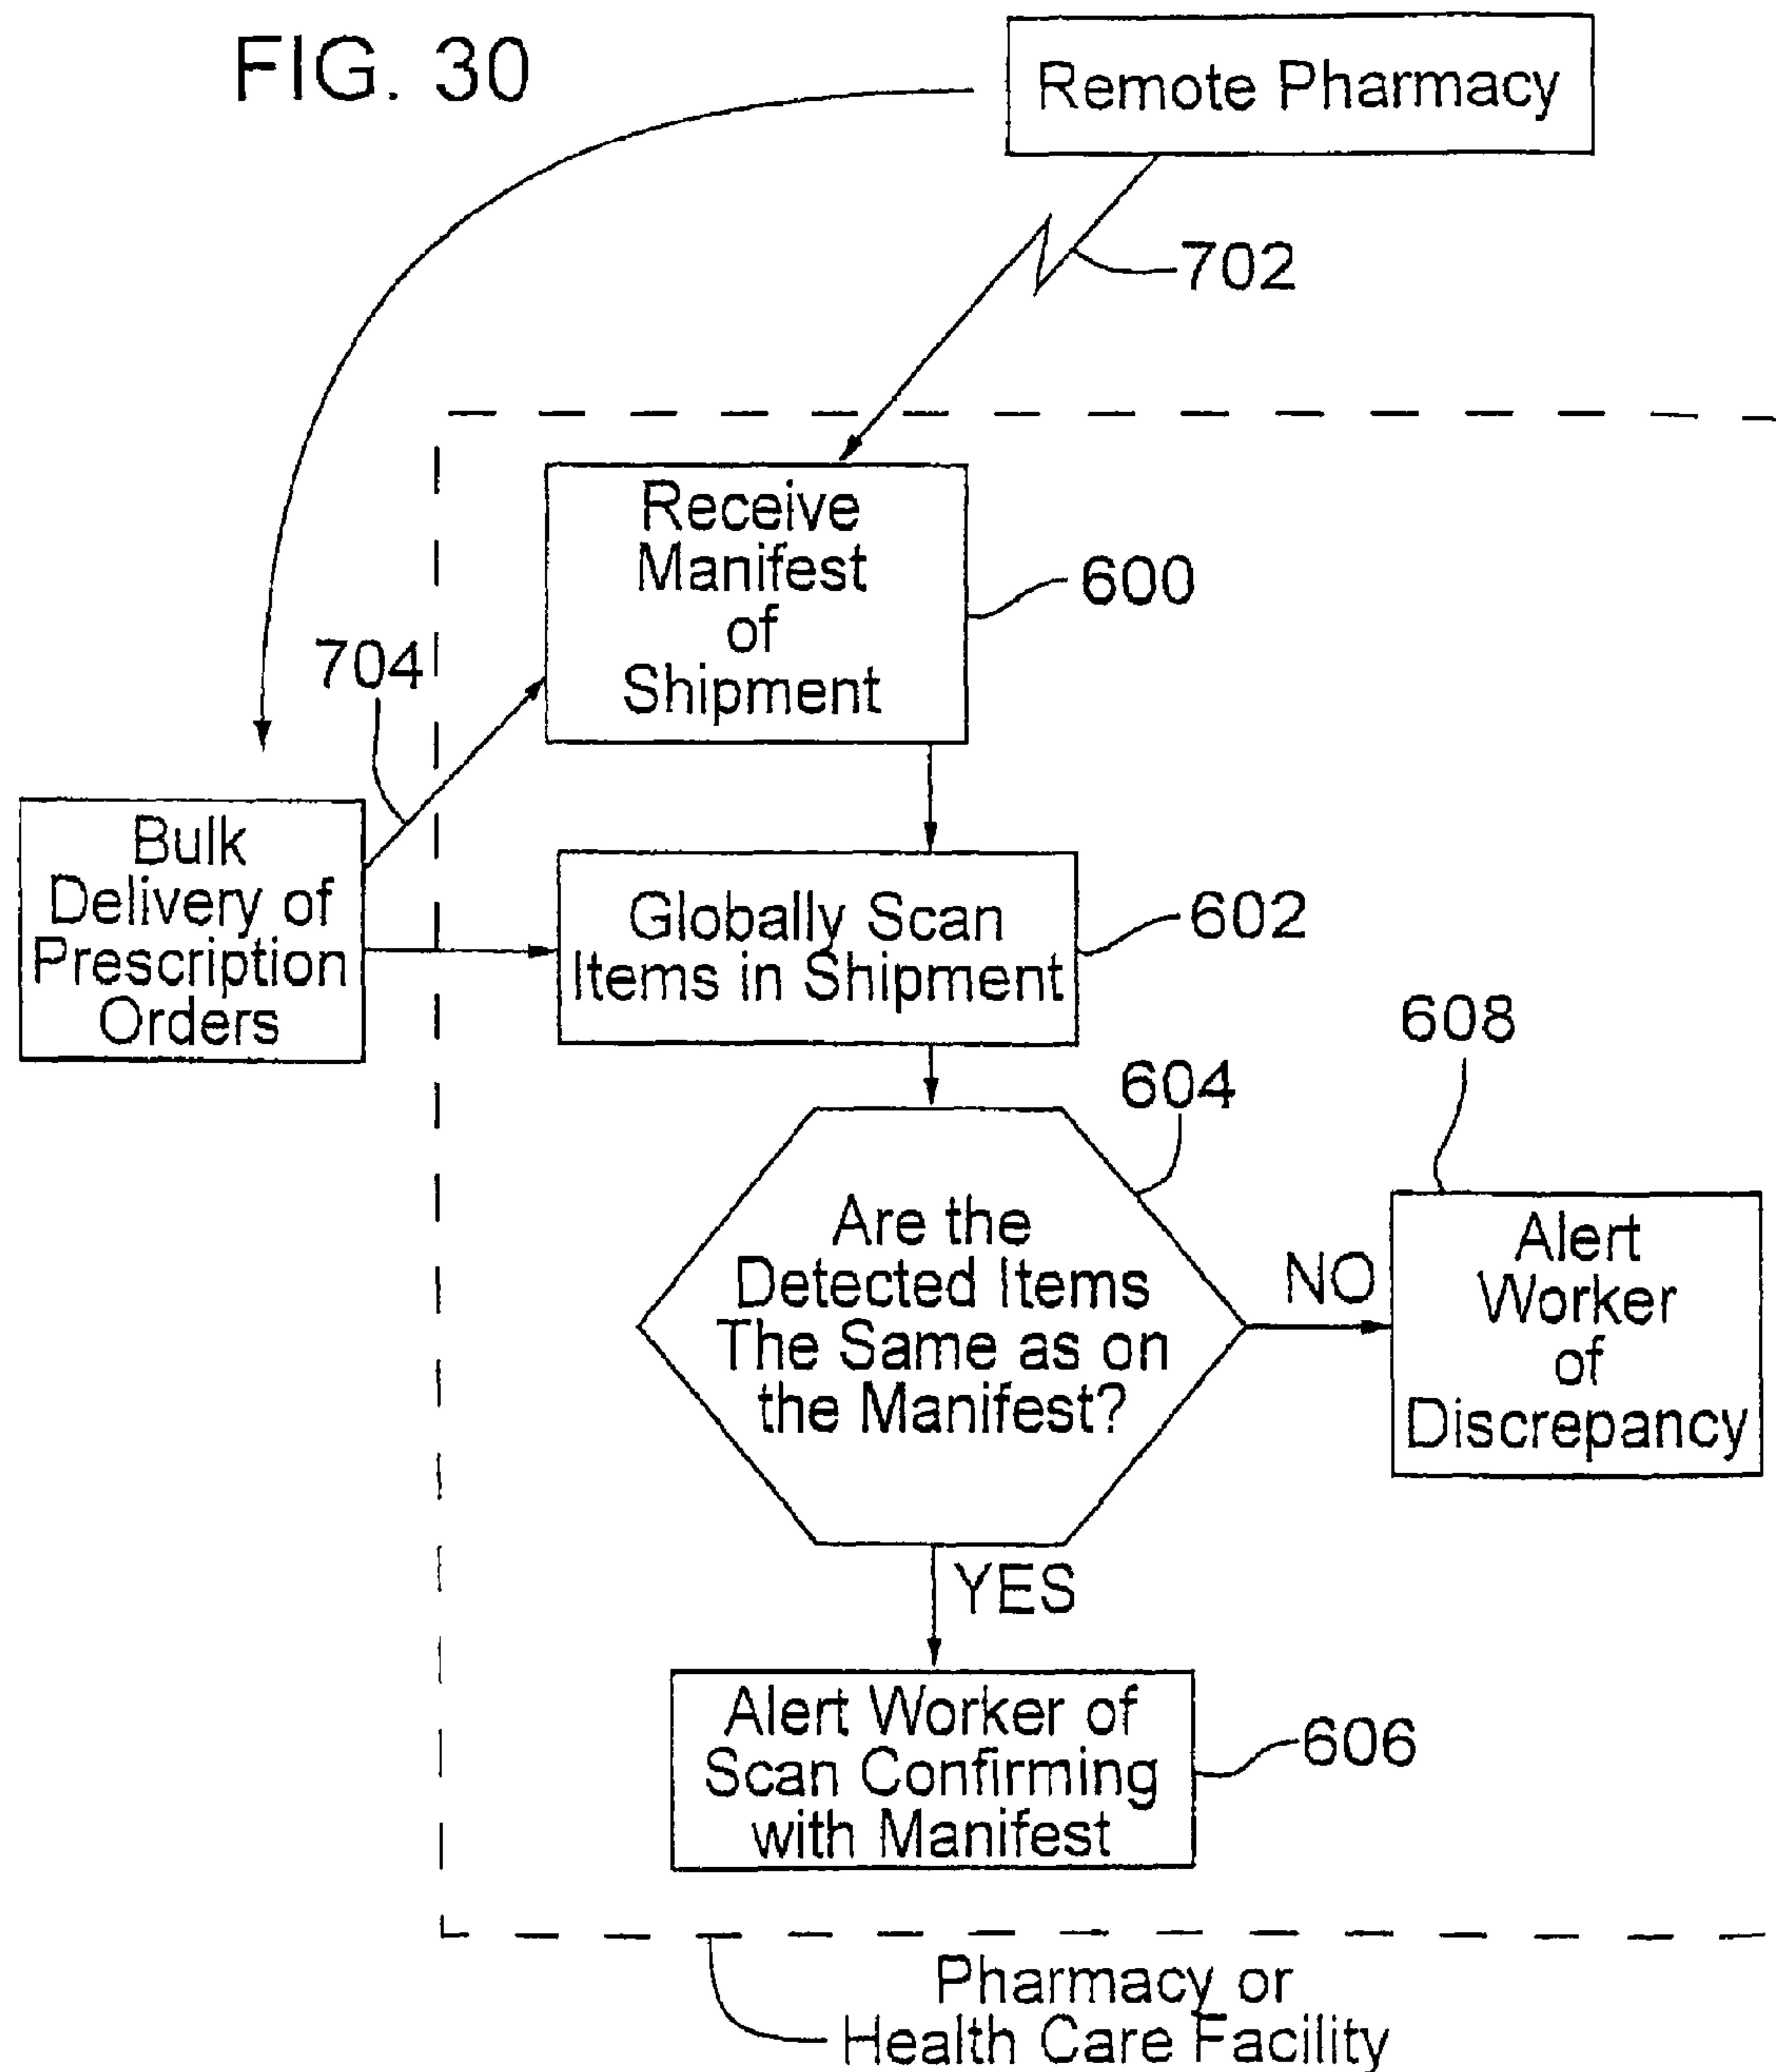 FIG. 30
Remote Pharmacy
702
Receive
Manifest
of
Shipment
600
704
Bulk
Delivery of
Prescription
Orders
Globally Scan
Items in Shipment
602
604
608
Are the
Detected Items
The Same as on
the Manifest?
NO
Alert
Worker
of
Discrepancy
YES
Alert Worker of
Scan Confirming
with Manifest
606
Pharmacy or
Health Care Facility